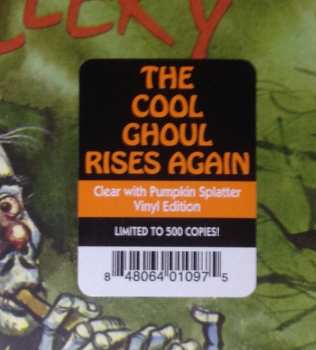 THE
COOL
GHOUL
RISES AGAIN
Clear with Pumpkin Splatter
Vinyl Edition
LIMITED TO 500 COPIES!
8 48064 01097 5